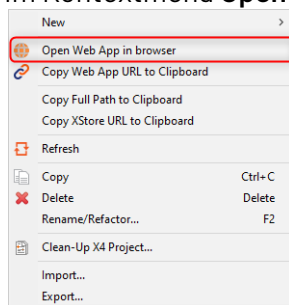 im Kontextmenü Open
New >
Open Web App in browser
Copy Web App URL to Clipboard
Copy Full Path to Clipboard
Copy XStore URL to Clipboard
Refresh
Copy Ctrl+C
Delete Delete
Rename/Refactor... F2
Clean-Up X4 Project...
Import...
Export...